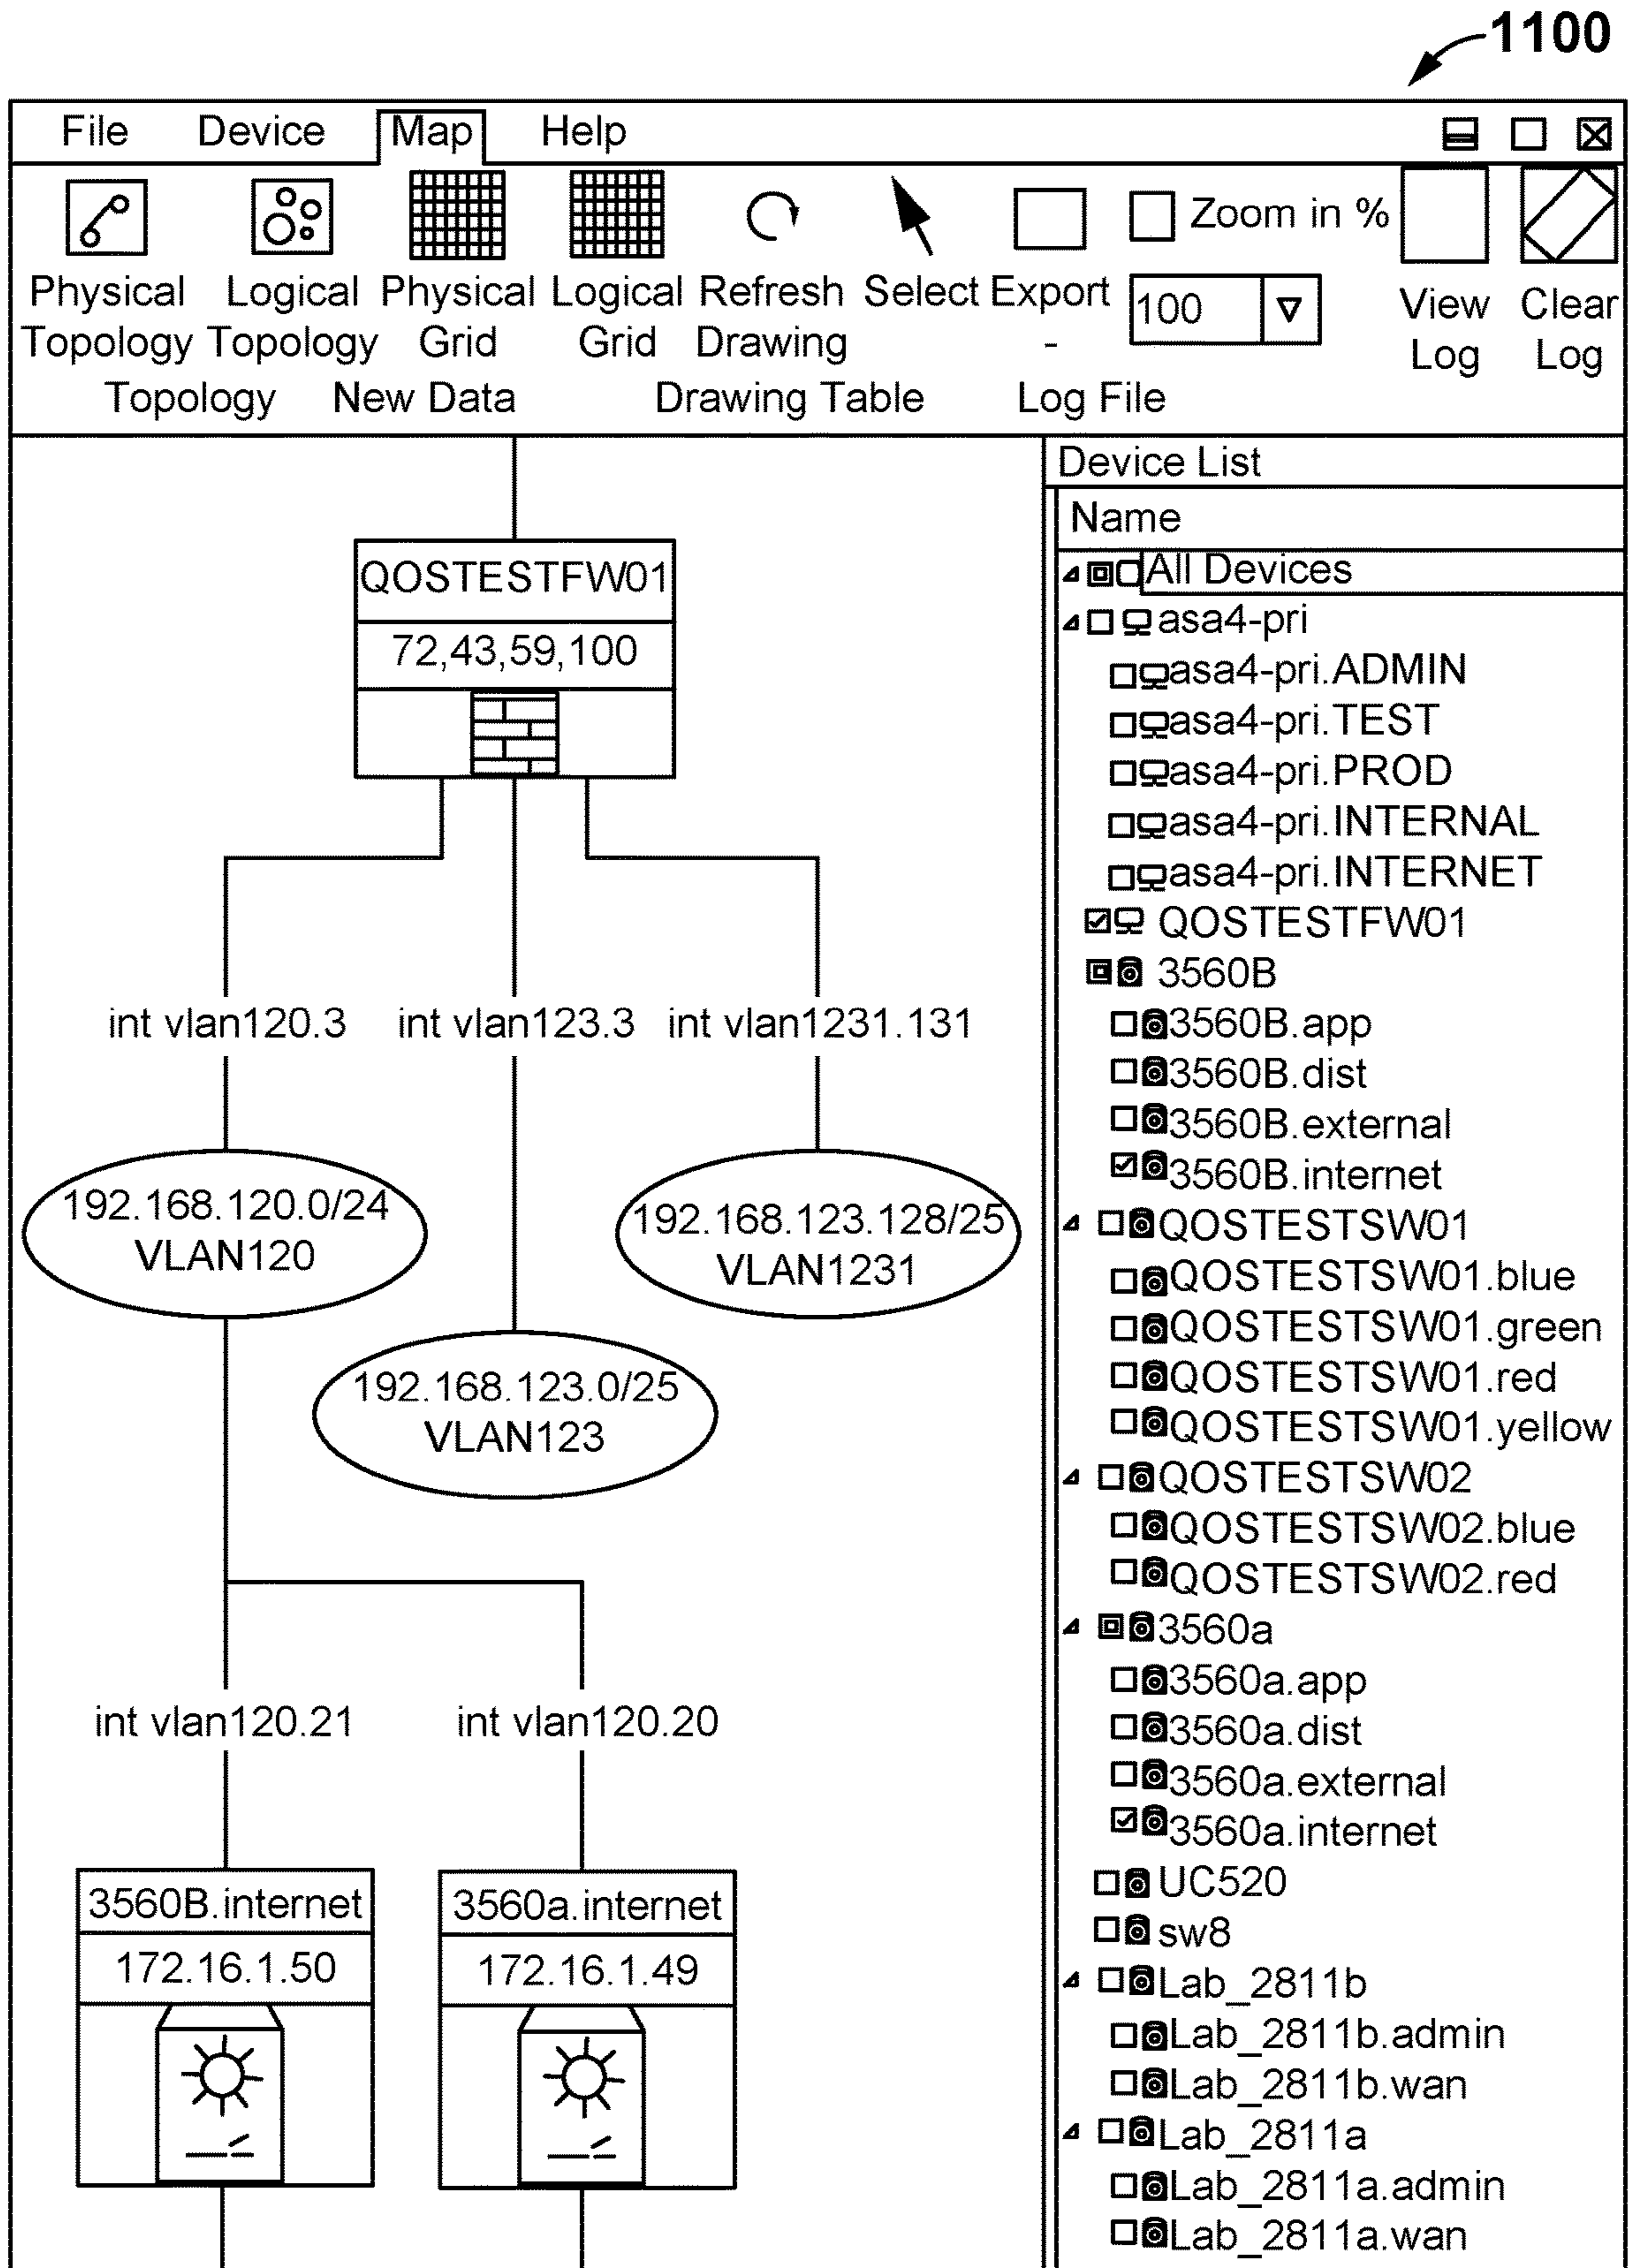 1100
File Device Map Help
Zoom in %
Physical Topology
Logical Topology
Physical Grid
Logical Grid
Refresh Drawing
Select
Export
-
100
View Log
Clear Log
Topology New Data Drawing Table Log File
QOSTESTFW01
72,43,59,100
int vlan120.3 int vlan123.3 int vlan1231.131
192.168.120.0/24
VLAN120
192.168.123.128/25
VLAN1231
192.168.123.0/25
VLAN123
int vlan120.21 int vlan120.20
3560B.internet
172.16.1.50
3560a.internet
172.16.1.49
Device List
Name
All Devices
asa4-pri
asa4-pri.ADMIN
asa4-pri.TEST
asa4-pri.PROD
asa4-pri.INTERNAL
asa4-pri.INTERNET
QOSTESTFW01
3560B
3560B.app
3560B.dist
3560B.external
3560B.internet
QOSTESTSW01
QOSTESTSW01.blue
QOSTESTSW01.green
QOSTESTSW01.red
QOSTESTSW01.yellow
QOSTESTSW02
QOSTESTSW02.blue
QOSTESTSW02.red
3560a
3560a.app
3560a.dist
3560a.external
3560a.internet
UC520
sw8
Lab_2811b
Lab_2811b.admin
Lab_2811b.wan
Lab_2811a
Lab_2811a.admin
Lab_2811a.wan